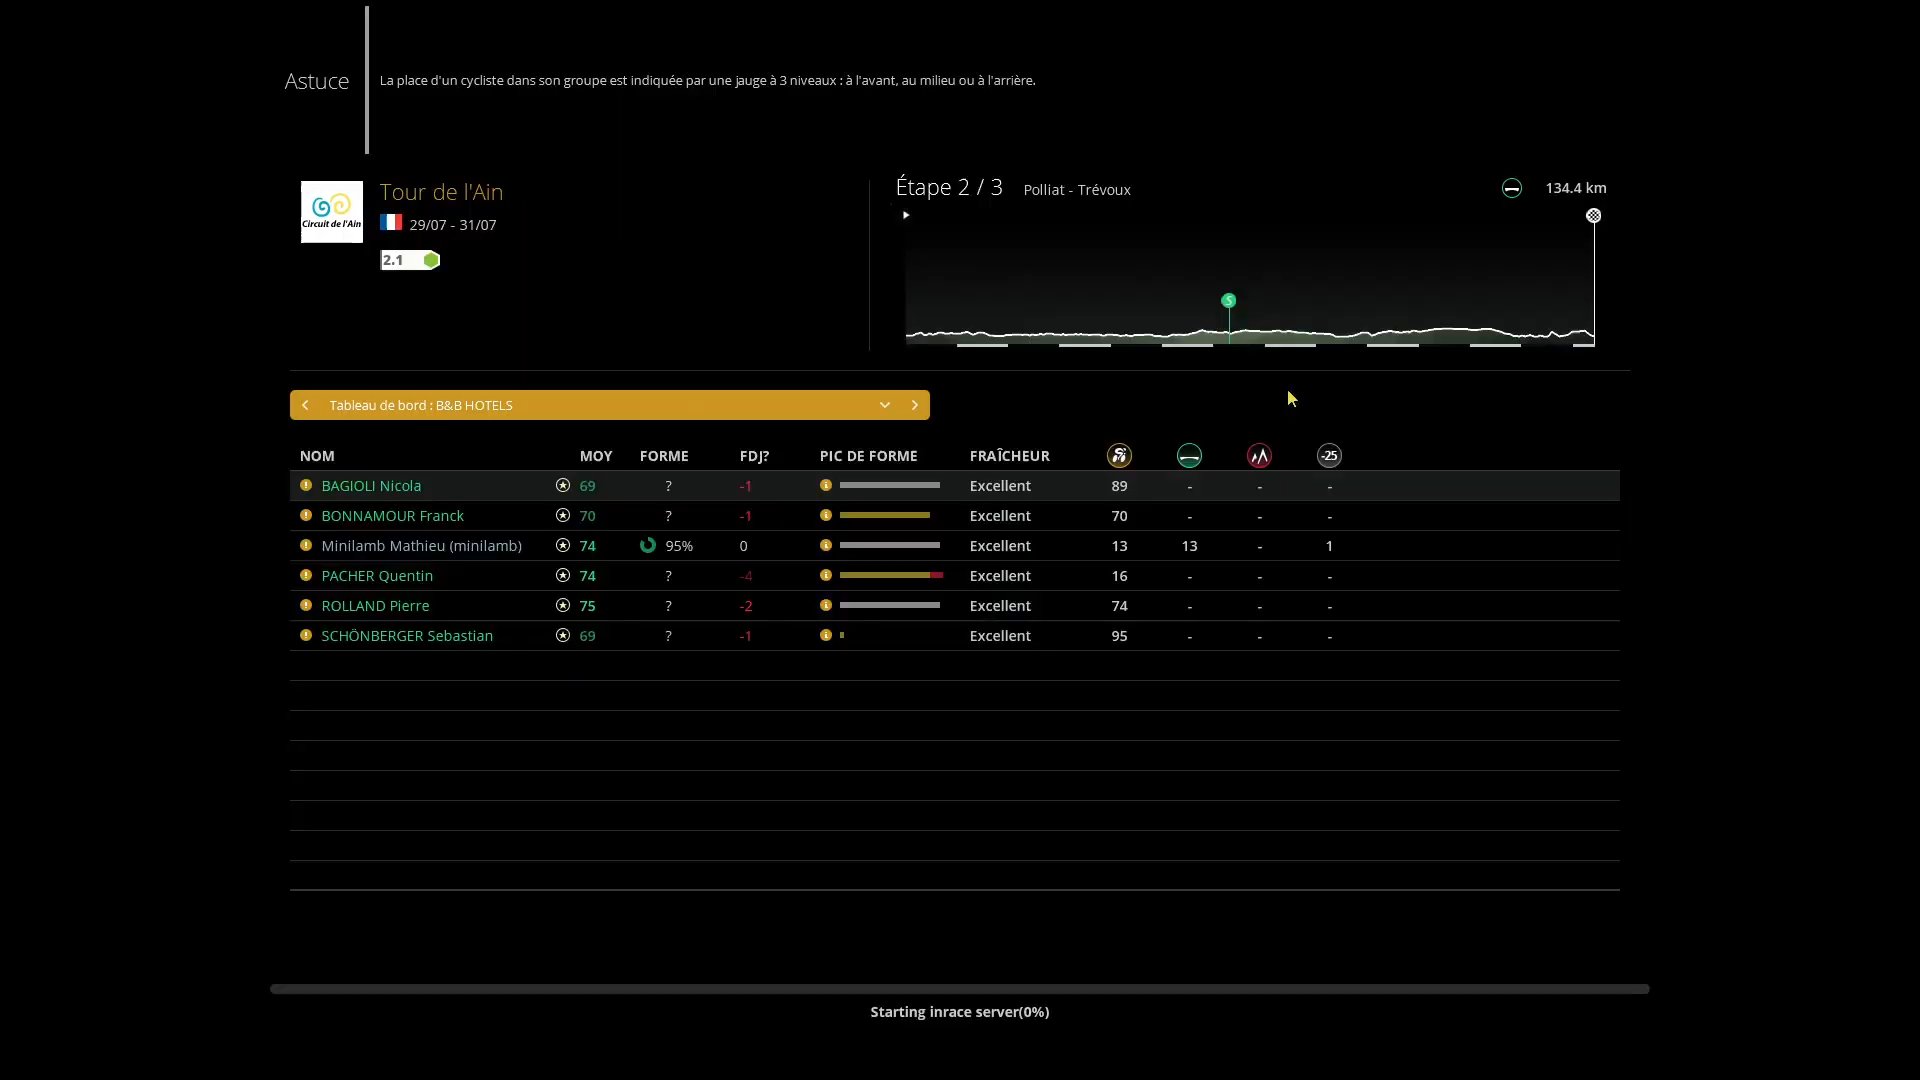 Astuce
La place d'un cycliste dans son groupe est indiquée par une jauge à 3 niveaux : à l'avant, au milieu ou à l'arrière.
Circuit de l'Ain
Tour de l'Ain
29/07 - 31/07
2.1
Étape 2 / 3 Polliat - Trévoux 134.4 km
S
Tableau de bord : B&B HOTELS
NOM MOY FORME FDJ? PIC DE FORME FRAÎCHEUR -25
BAGIOLI Nicola 69 ? -1 Excellent 89 - - -
BONNAMOUR Franck 70 ? -1 Excellent 70 - - -
Minilamb Mathieu (minilamb) 74 95% 0 Excellent 13 13 - 1
PACHER Quentin 74 ? -4 Excellent 16 - - -
ROLLAND Pierre 75 ? -2 Excellent 74 - - -
SCHÖNBERGER Sebastian 69 ? -1 Excellent 95 - - -
Starting inrace server(0%)